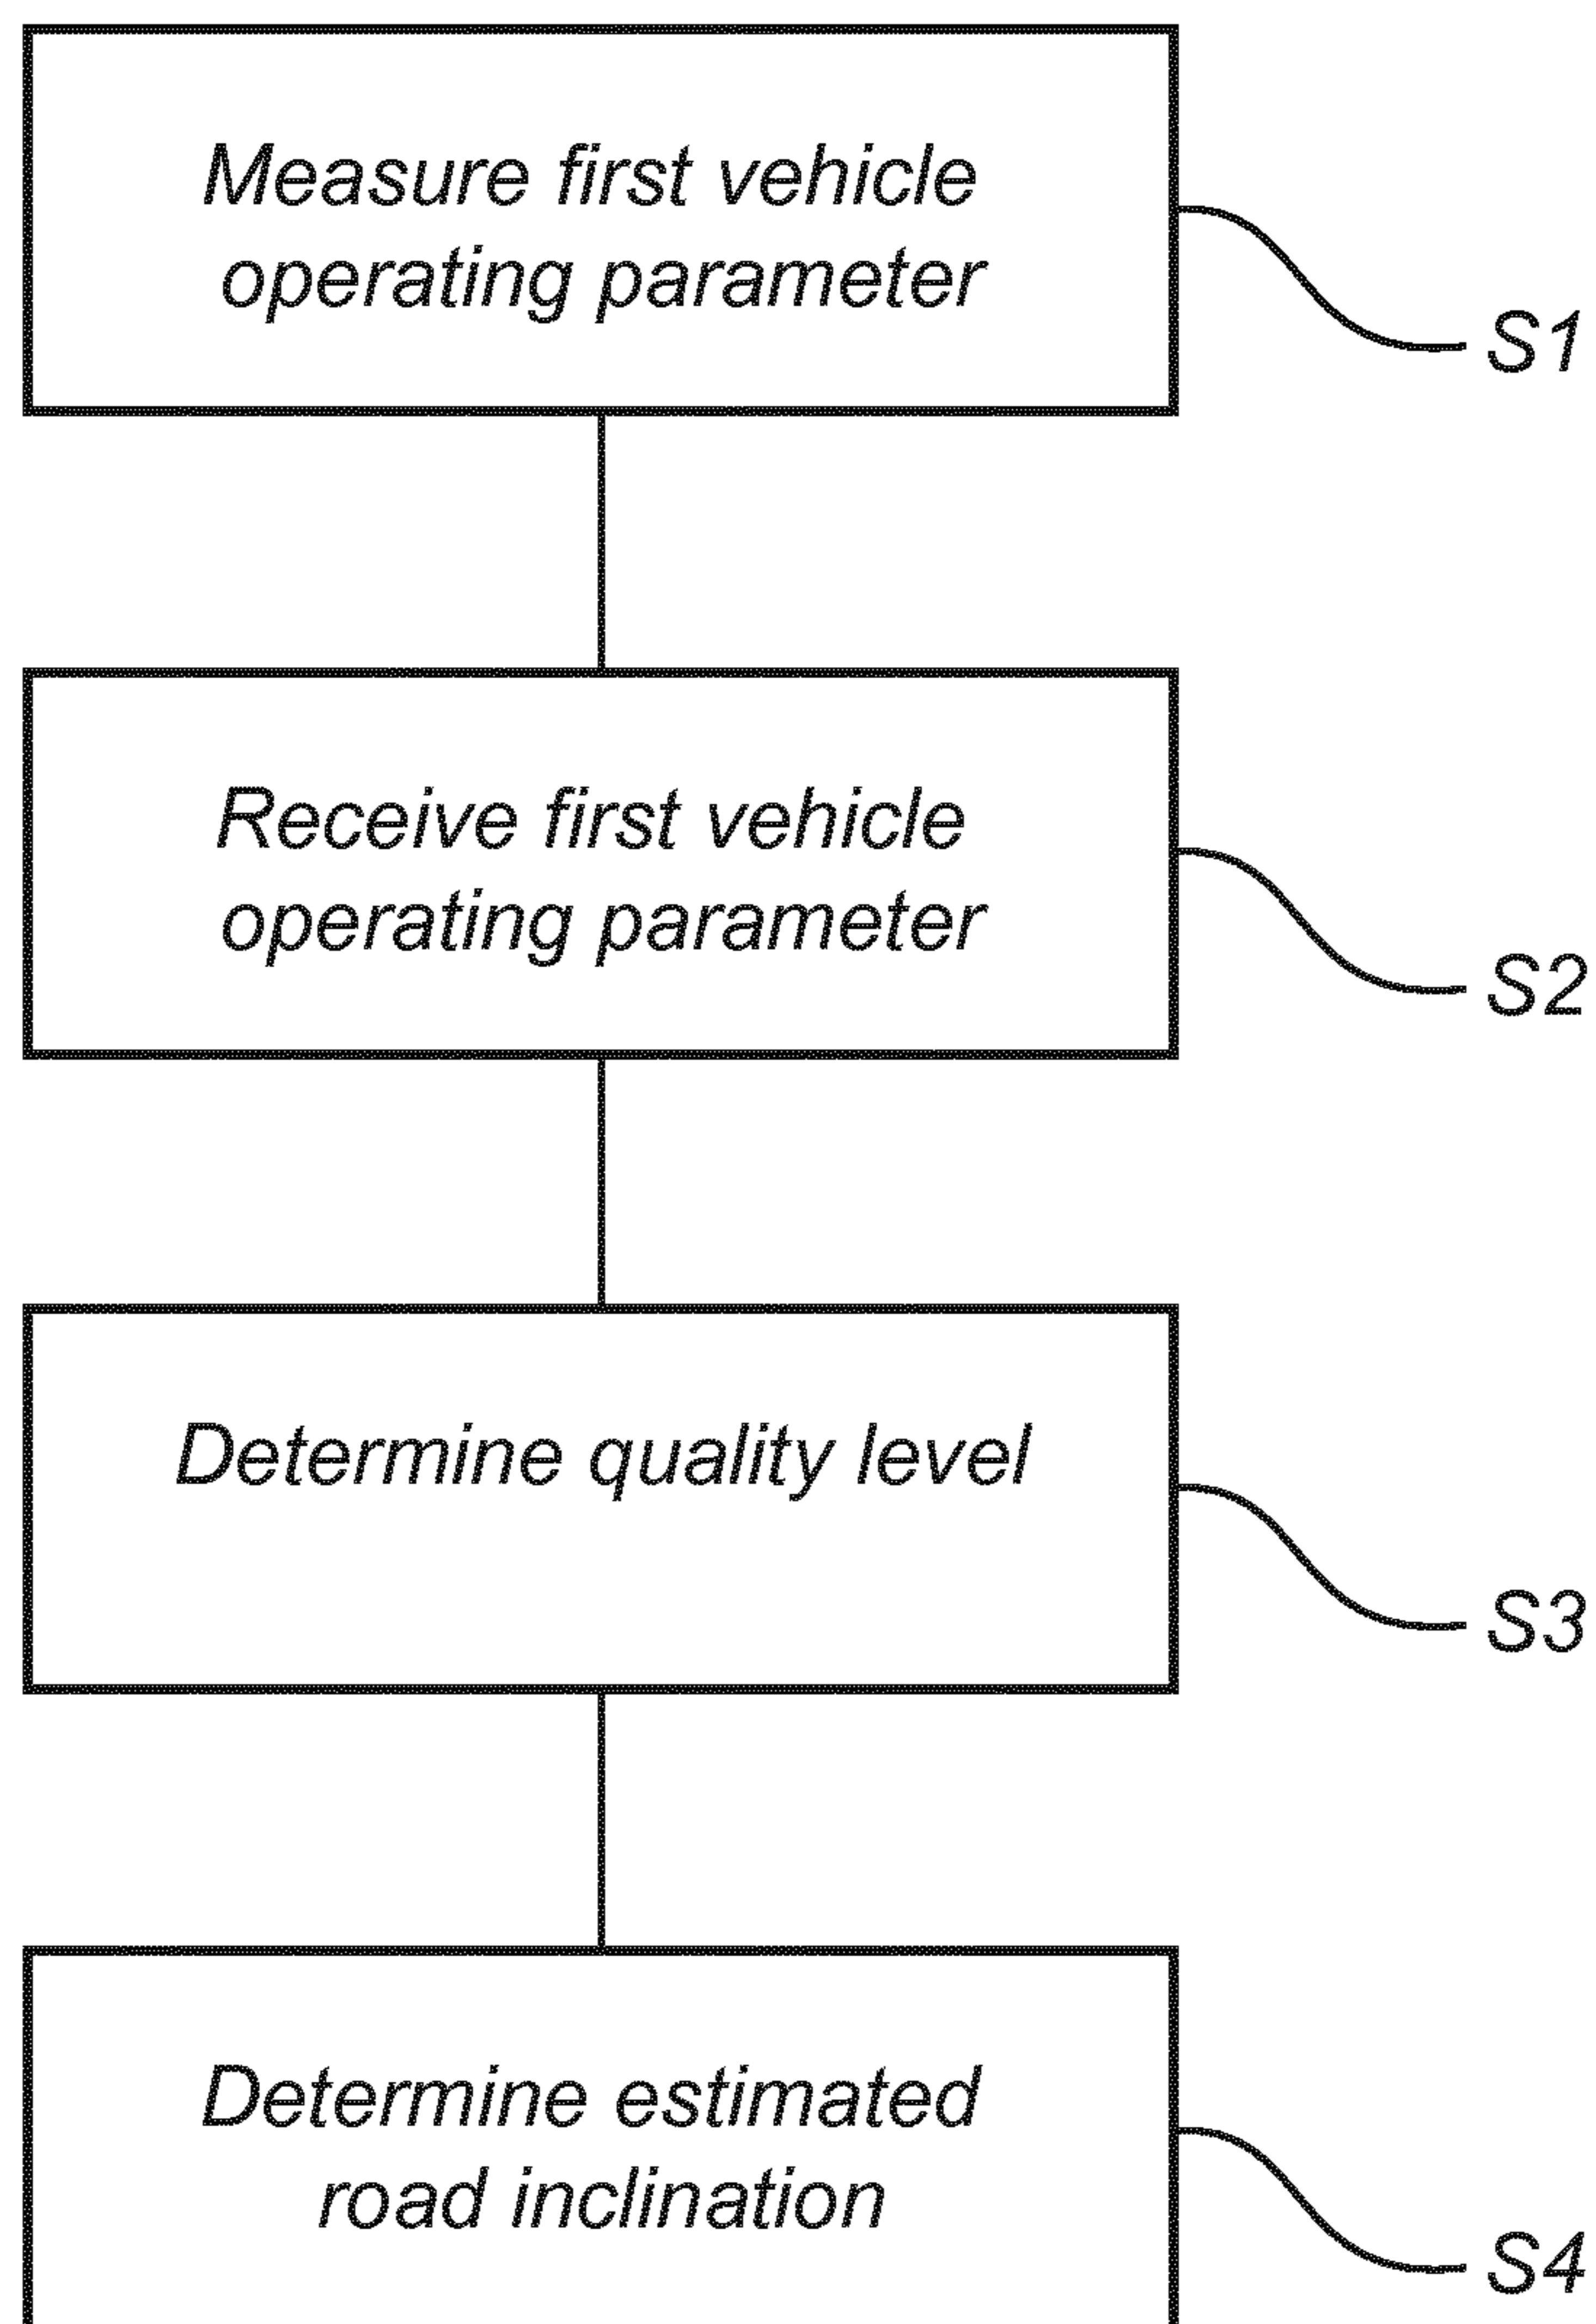 Measure first vehicle
operating parameter
S1
Receive first vehicle
operating parameter
S2
Determine quality level
S3
Determine estimated
road inclination
S4